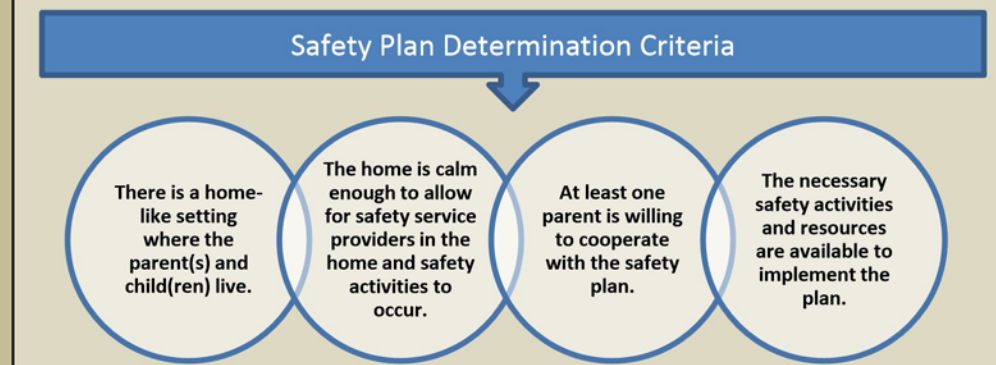 Safety Plan Determination Criteria
There is a home-
like setting
where the
parent(s) and
child(ren) live.
The home is calm
enough to allow
for safety service
providers in the
home and safety
activities to
occur.
At least one
parent is willing
to cooperate
with the safety
plan.
The necessary
safety activities
and resources
are available to
implement the
plan.